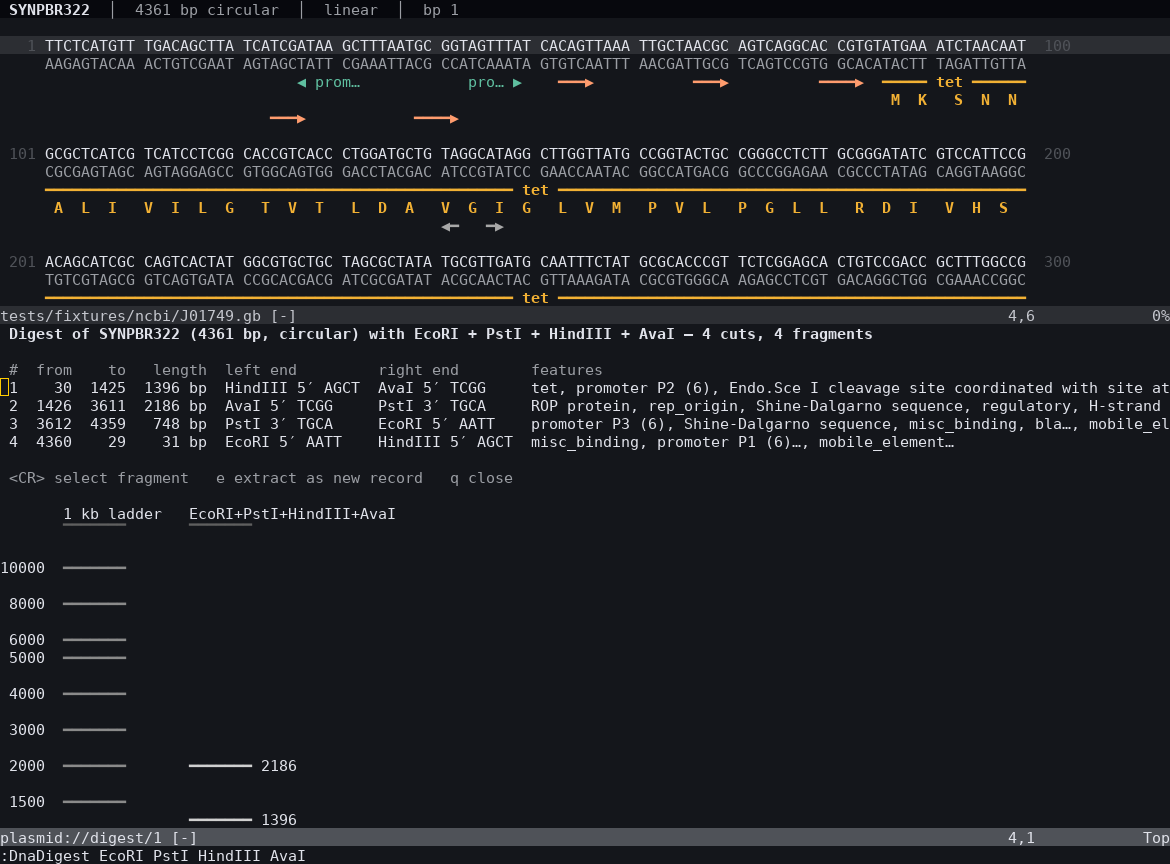 SYNPBR322 │ 4361 bp circular │ linear │ bp 1
1 TTCTCATGTT TGACAGCTTA TCATCGATAA GCTTTAATGC GGTAGTTTAT CACAGTTAAA TTGCTAACGC AGTCAGGCAC CGTGTATGAA ATCTAACAAT 100
AAGAGTACAA ACTGTCGAAT AGTAGCTATT CGAAATTACG CCATCAAATA GTGTCAATTT AACGATTGCG TCAGTCCGTG GCACATACTT TAGATTGTTA
◀ prom… pro… ▶ tet
M K S N N
101 GCGCTCATCG TCATCCTCGG CACCGTCACC CTGGATGCTG TAGGCATAGG CTTGGTTATG CCGGTACTGC CGGGCCTCTT GCGGGATATC GTCCATTCCG 200
CGCGAGTAGC AGTAGGAGCC GTGGCAGTGG GACCTACGAC ATCCGTATCC GAACCAATAC GGCCATGACG GCCCGGAGAA CGCCCTATAG CAGGTAAGGC
tet
A L I V I L G T V T L D A V G I G L V M P V L P G L L R D I V H S
201 ACAGCATCGC CAGTCACTAT GGCGTGCTGC TAGCGCTATA TGCGTTGATG CAATTTCTAT GCGCACCCGT TCTCGGAGCA CTGTCCGACC GCTTTGGCCG 300
TGTCGTAGCG GTCAGTGATA CCGCACGACG ATCGCGATAT ACGCAACTAC GTTAAAGATA CGCGTGGGCA AGAGCCTCGT GACAGGCTGG CGAAACCGGC
tet
tests/fixtures/ncbi/J01749.gb [-] 4,6 0%
Digest of SYNPBR322 (4361 bp, circular) with EcoRI + PstI + HindIII + AvaI — 4 cuts, 4 fragments
# from to length left end right end features
1 30 1425 1396 bp HindIII 5′ AGCT AvaI 5′ TCGG tet, promoter P2 (6), Endo.Sce I cleavage site coordinated with site at
2 1426 3611 2186 bp AvaI 5′ TCGG PstI 3′ TGCA ROP protein, rep_origin, Shine-Dalgarno sequence, regulatory, H-strand
3 3612 4359 748 bp PstI 3′ TGCA EcoRI 5′ AATT promoter P3 (6), Shine-Dalgarno sequence, misc_binding, bla…, mobile_el
4 4360 29 31 bp EcoRI 5′ AATT HindIII 5′ AGCT misc_binding, promoter P1 (6)…, mobile_element…
<CR> select fragment e extract as new record q close
1 kb ladder EcoRI+PstI+HindIII+AvaI
10000
8000
6000
5000
4000
3000
2000 2186
1500
1396
plasmid://digest/1 [-] 4,1 Top
:DnaDigest EcoRI PstI HindIII AvaI